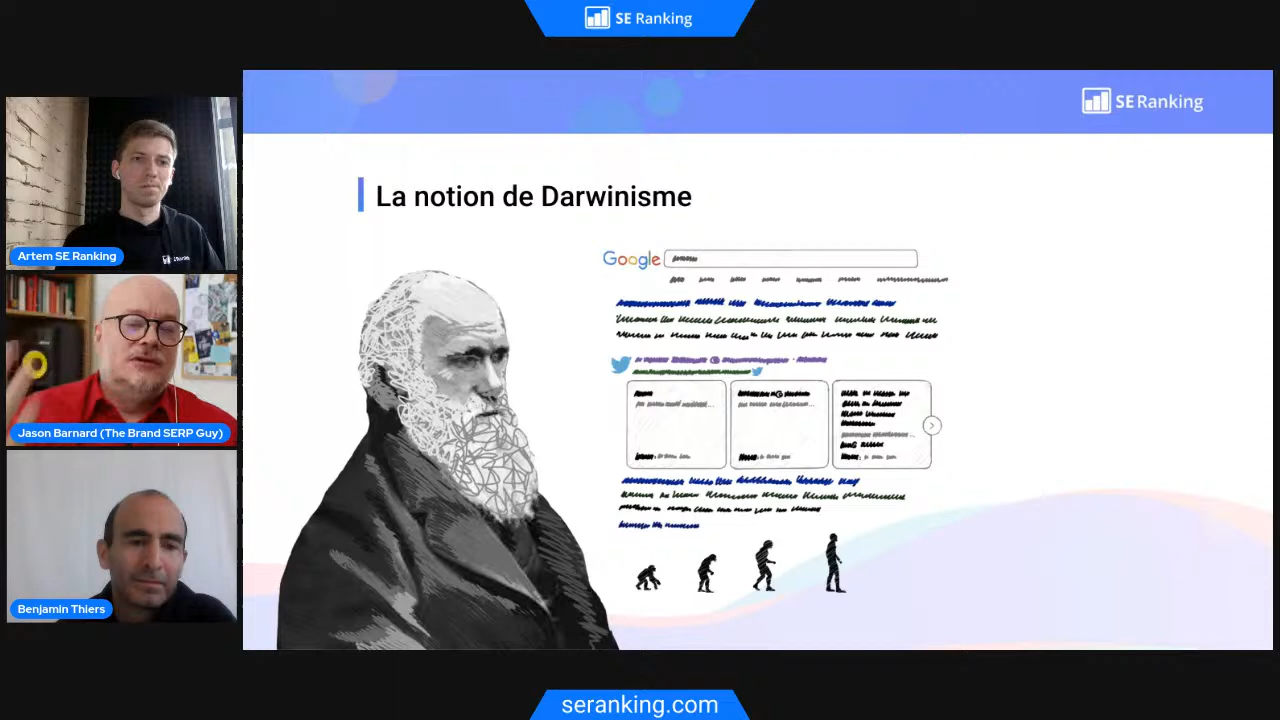 SE Ranking
SE Ranking
La notion de Darwinisme
Google
Artem SE Ranking
Jason Barnard (The Brand SERP Guy)
Benjamin Thiers
seranking.com